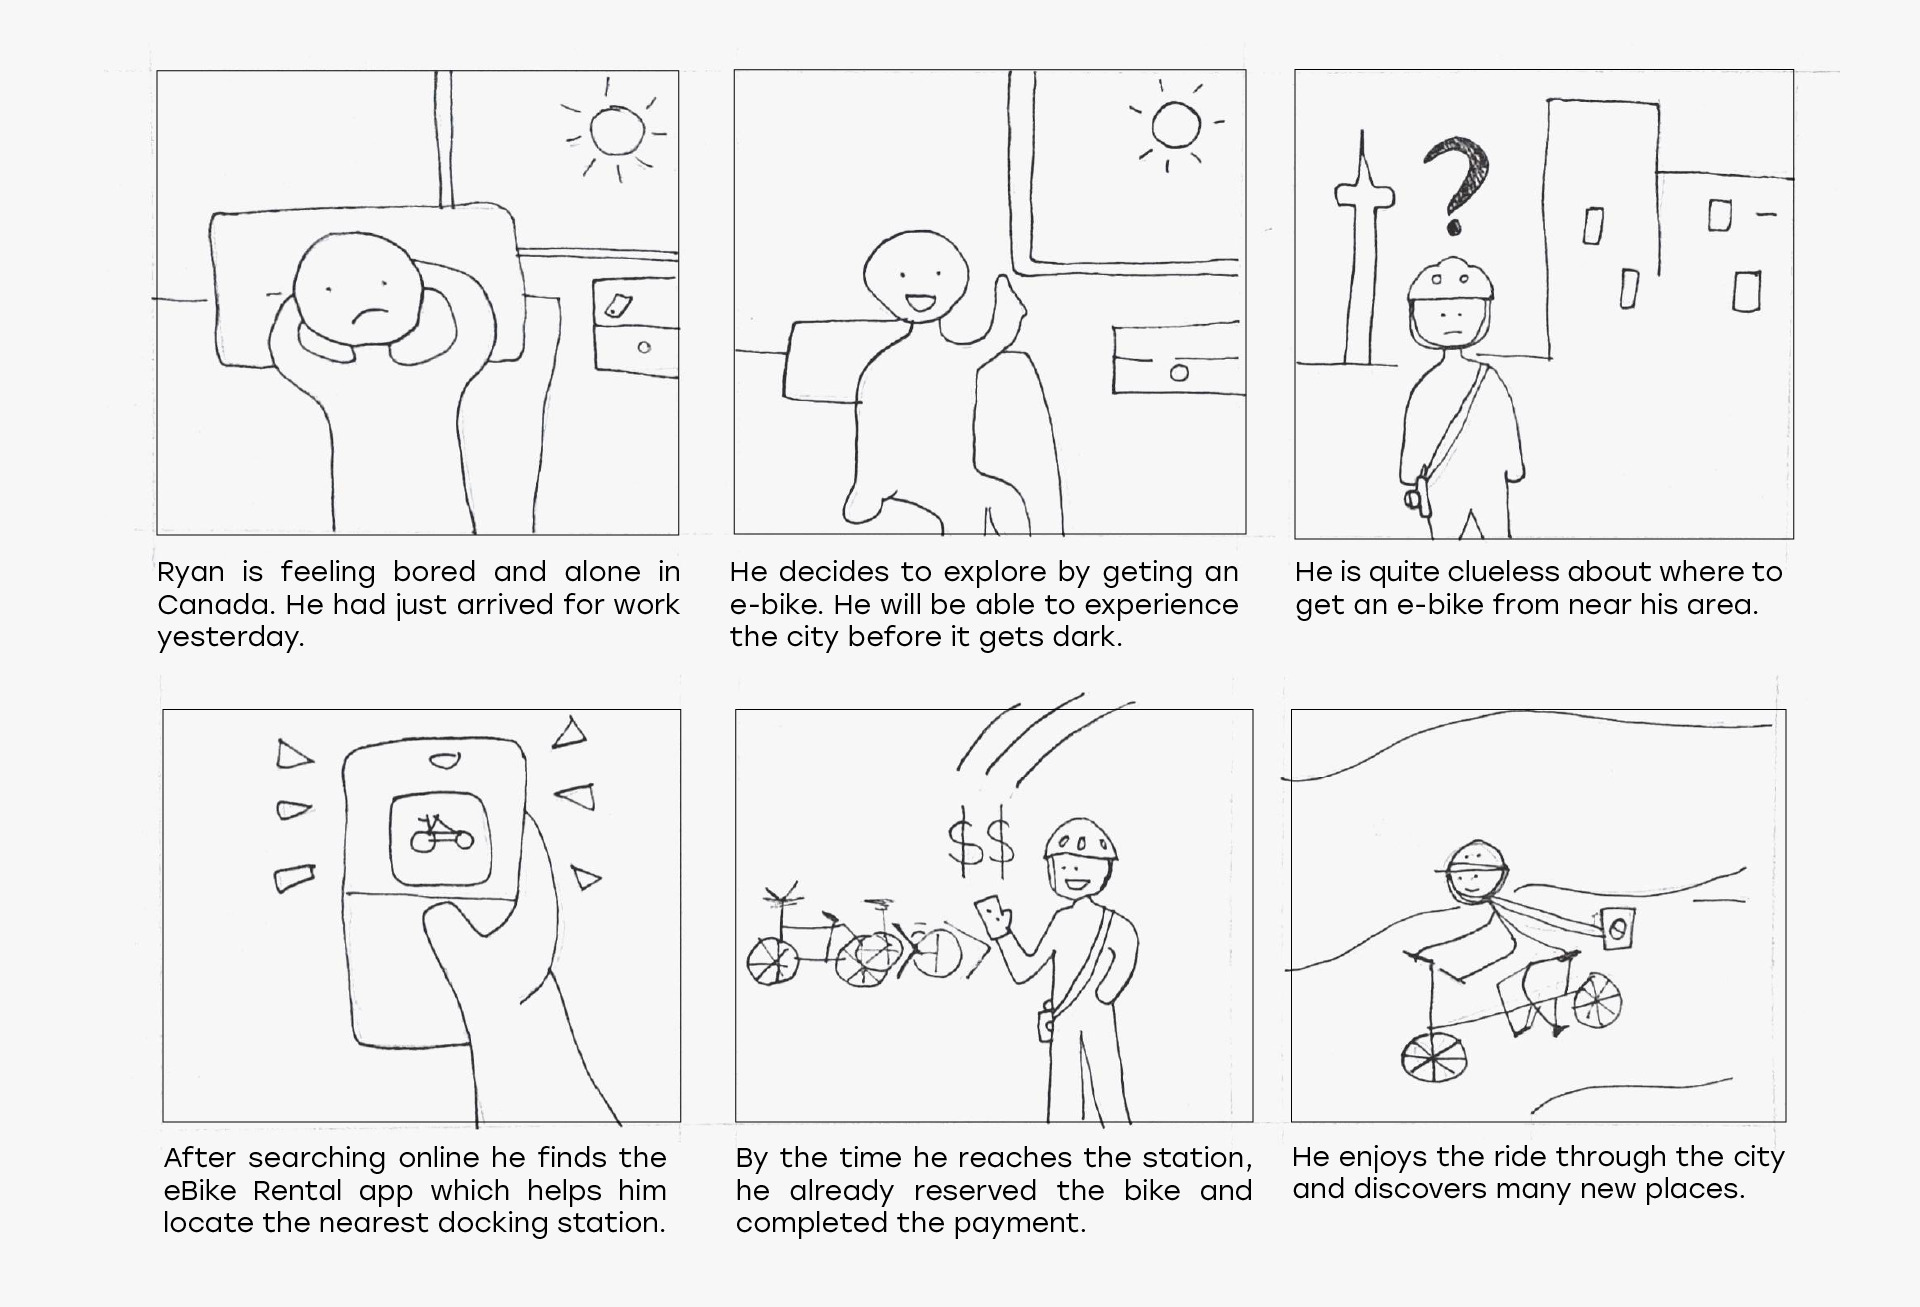 ?
Ryan is feeling bored and alone in
Canada. He had just arrived for work
yesterday.
He decides to explore by geting an
e-bike. He will be able to experience
the city before it gets dark.
He is quite clueless about where to
get an e-bike from near his area.
$$
After searching online he finds the
eBike Rental app which helps him
locate the nearest docking station.
By the time he reaches the station,
he already reserved the bike and
completed the payment.
He enjoys the ride through the city
and discovers many new places.